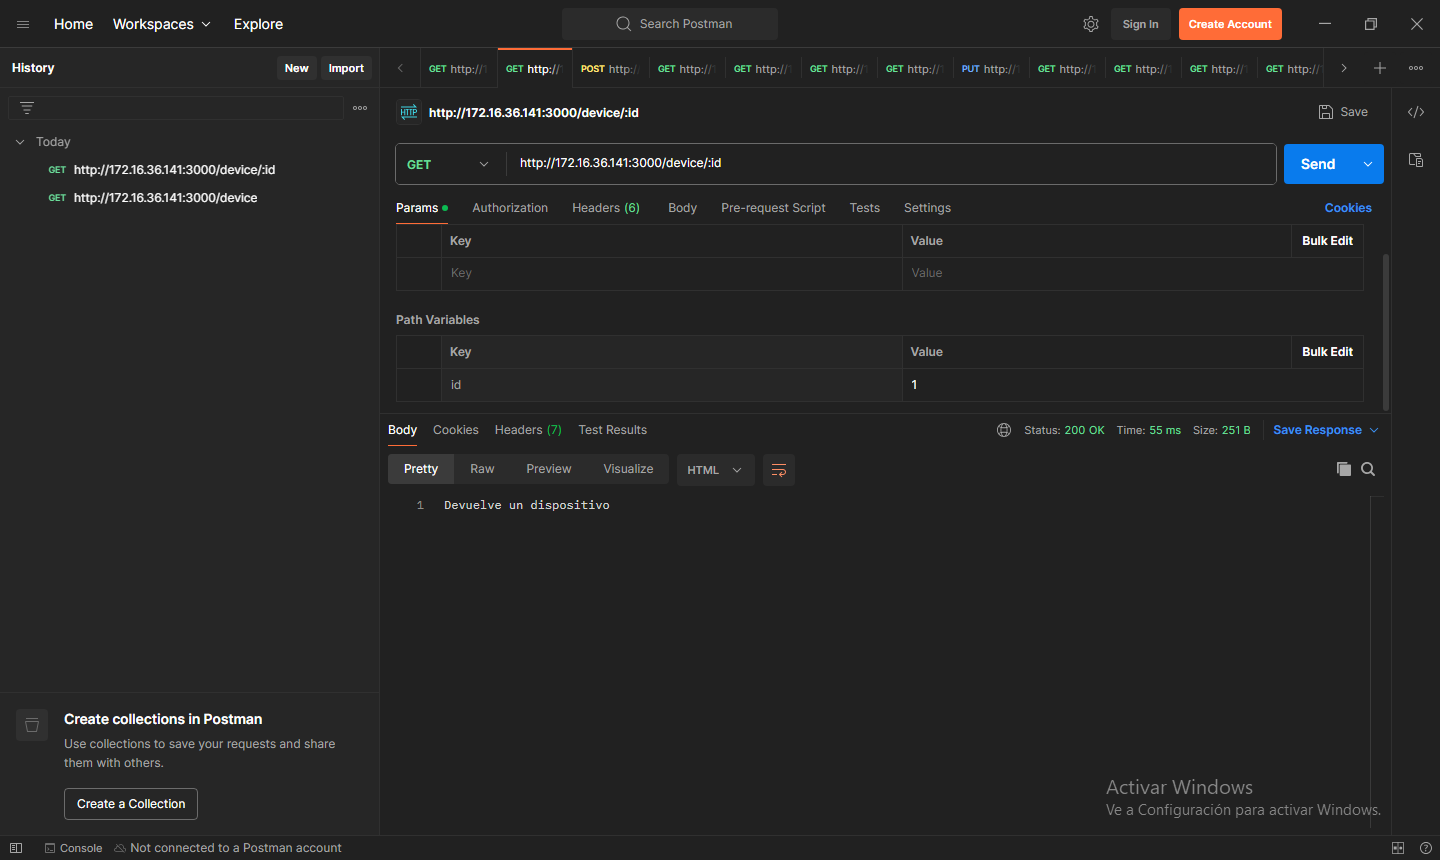 Home Workspaces Explore Search Postman Sign In Create Account
History New Import
GET http:// GET http:// POST http:/ GET http:// GET http:// GET http:// GET http:// PUT http:// GET http:// GET http:// GET http:// GET http://
HTTP http://172.16.36.141:3000/device/:id Save
Today
GET http://172.16.36.141:3000/device/:id
GET http://172.16.36.141:3000/device
GET http://172.16.36.141:3000/device/:id Send
Params Authorization Headers (6) Body Pre-request Script Tests Settings Cookies
Key Value Bulk Edit
Key Value
Path Variables
Key Value Bulk Edit
id 1
Body Cookies Headers (7) Test Results Status: 200 OK Time: 55 ms Size: 251 B Save Response
Pretty Raw Preview Visualize HTML
1 Devuelve un dispositivo
Create collections in Postman
Use collections to save your requests and share
them with others.
Create a Collection
Activar Windows
Ve a Configuración para activar Windows.
Console Not connected to a Postman account